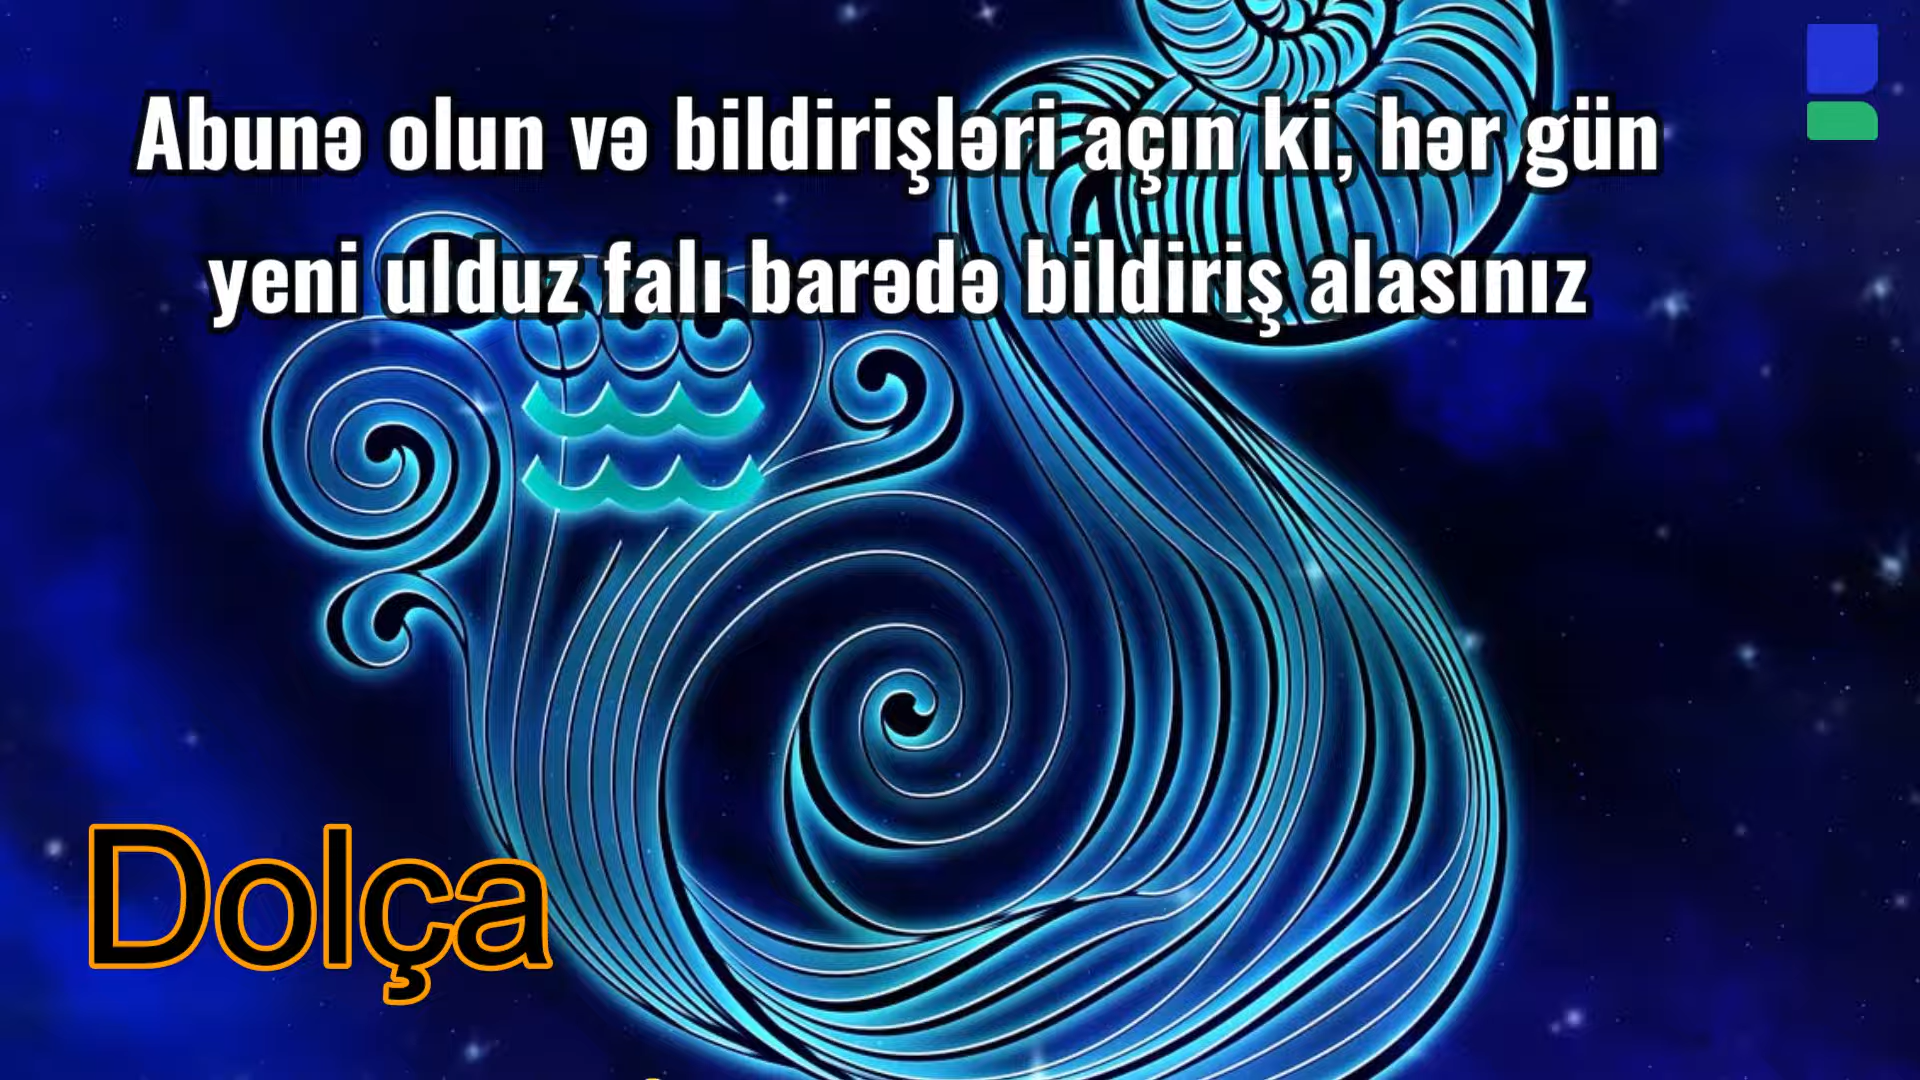 Abunə olun və bildirişləri açın ki, hər gün
yeni ulduz falı barədə bildiriş alasınız
Dolça